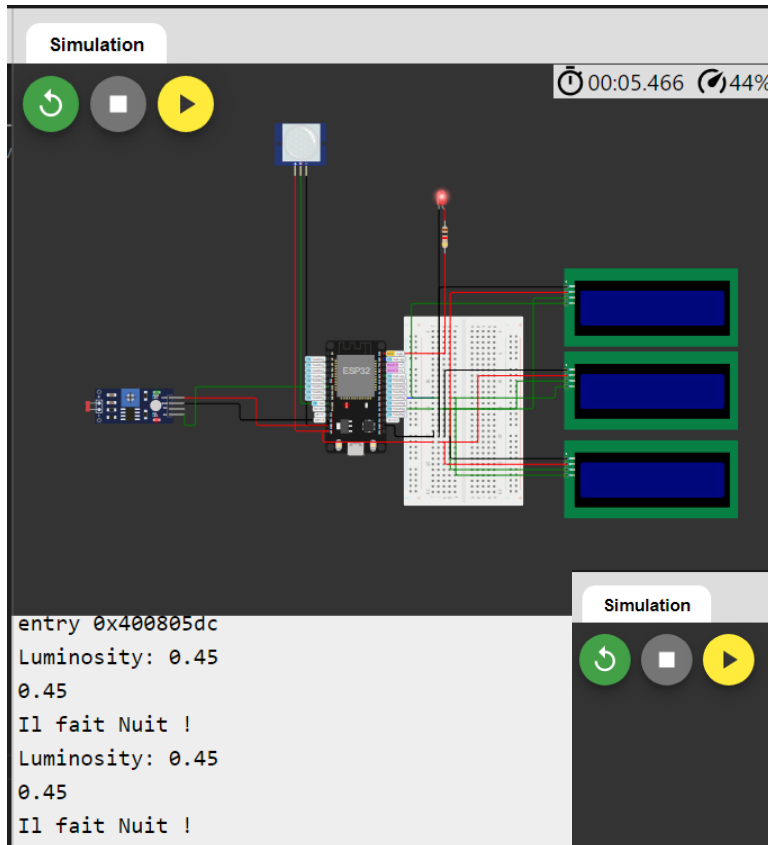 Simulation
00:05.466 44%
ESP32
entry 0x400805dc
Luminosity: 0.45
0.45
Il fait Nuit !
Luminosity: 0.45
0.45
Il fait Nuit !
Simulation